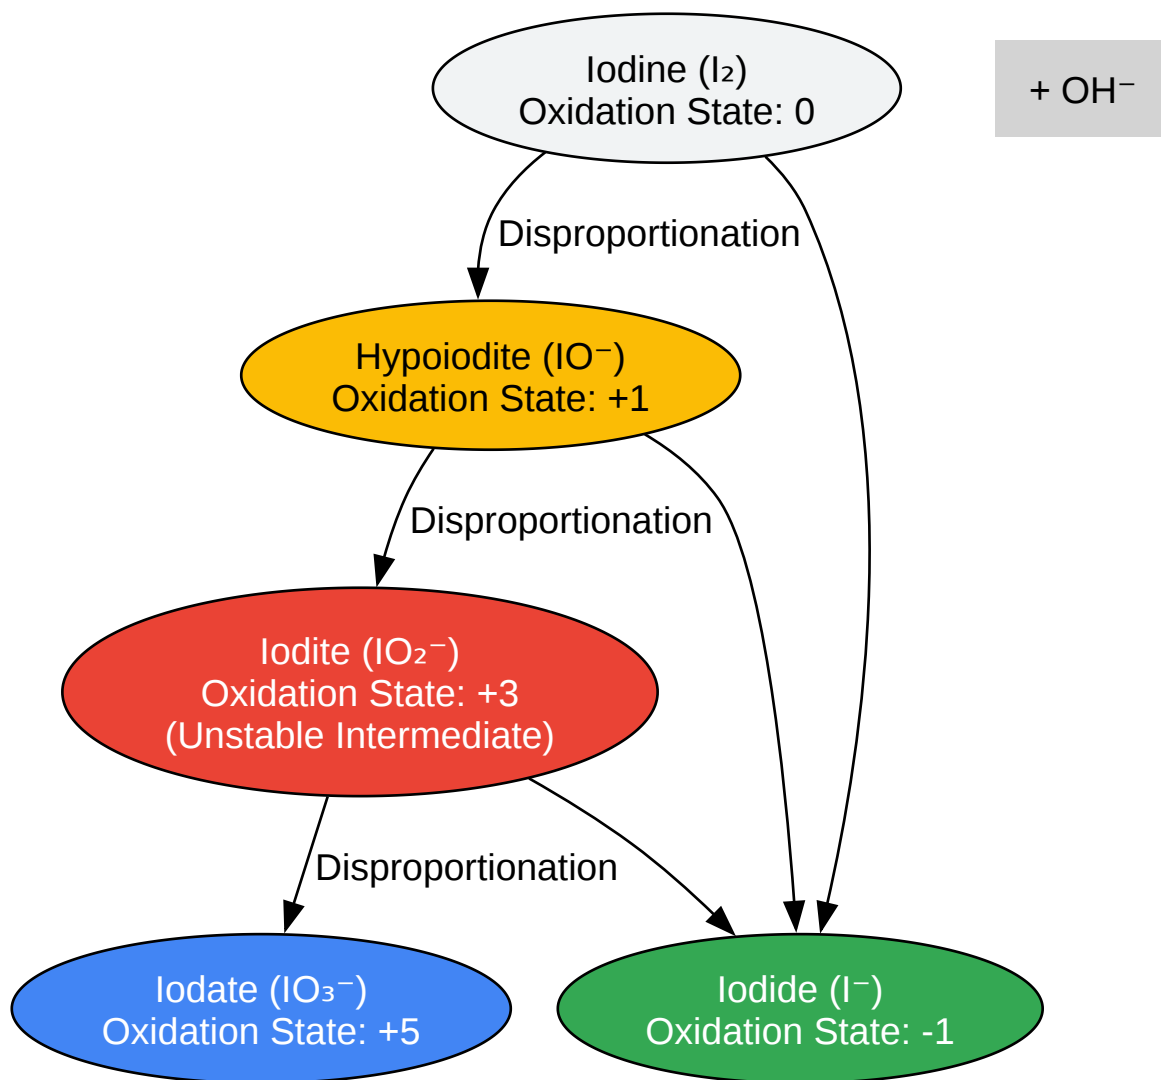 Iodine (I₂)
Oxidation State: 0
+ OH⁻
Disproportionation
Hypoiodite (IO⁻)
Oxidation State: +1
Disproportionation
Iodite (IO₂⁻)
Oxidation State: +3
(Unstable Intermediate)
Disproportionation
Iodate (IO₃⁻)
Oxidation State: +5
Iodide (I⁻)
Oxidation State: -1